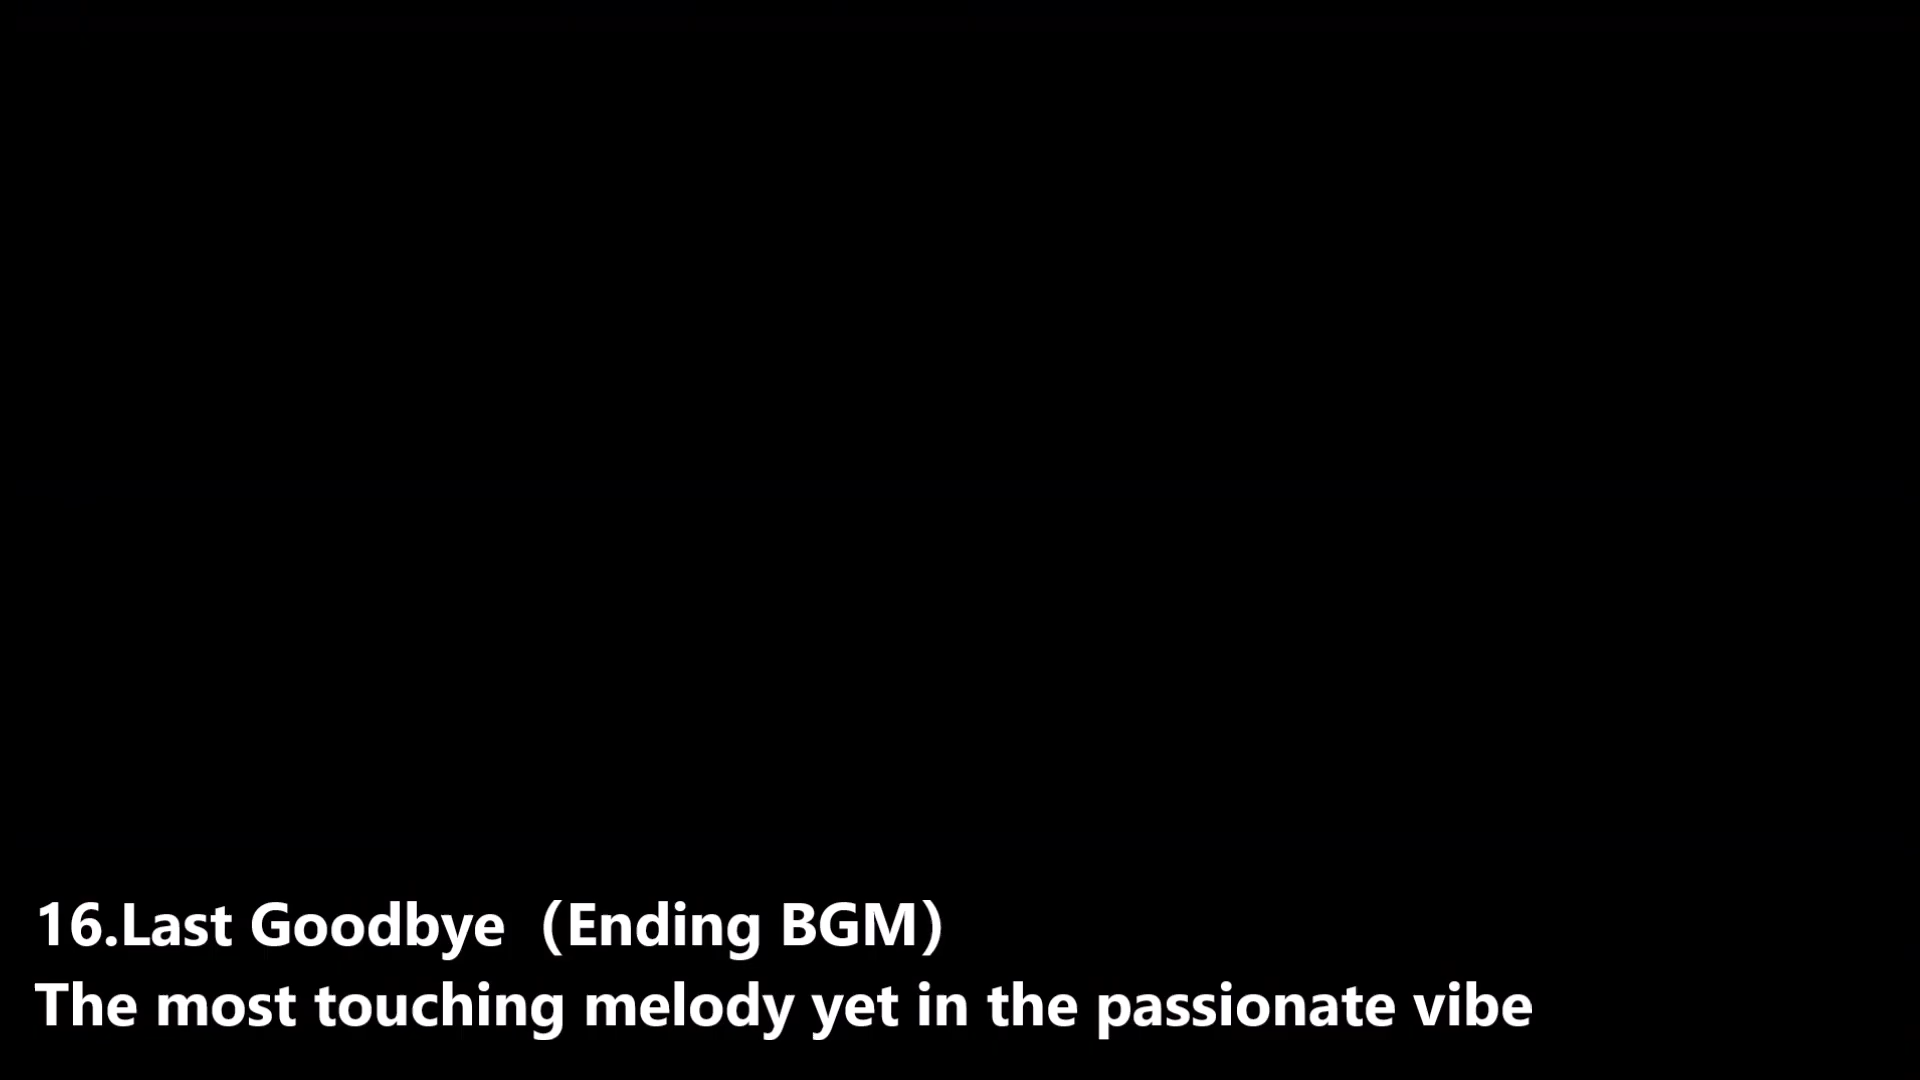 16.Last Goodbye（Ending BGM）
The most touching melody yet in the passionate vibe